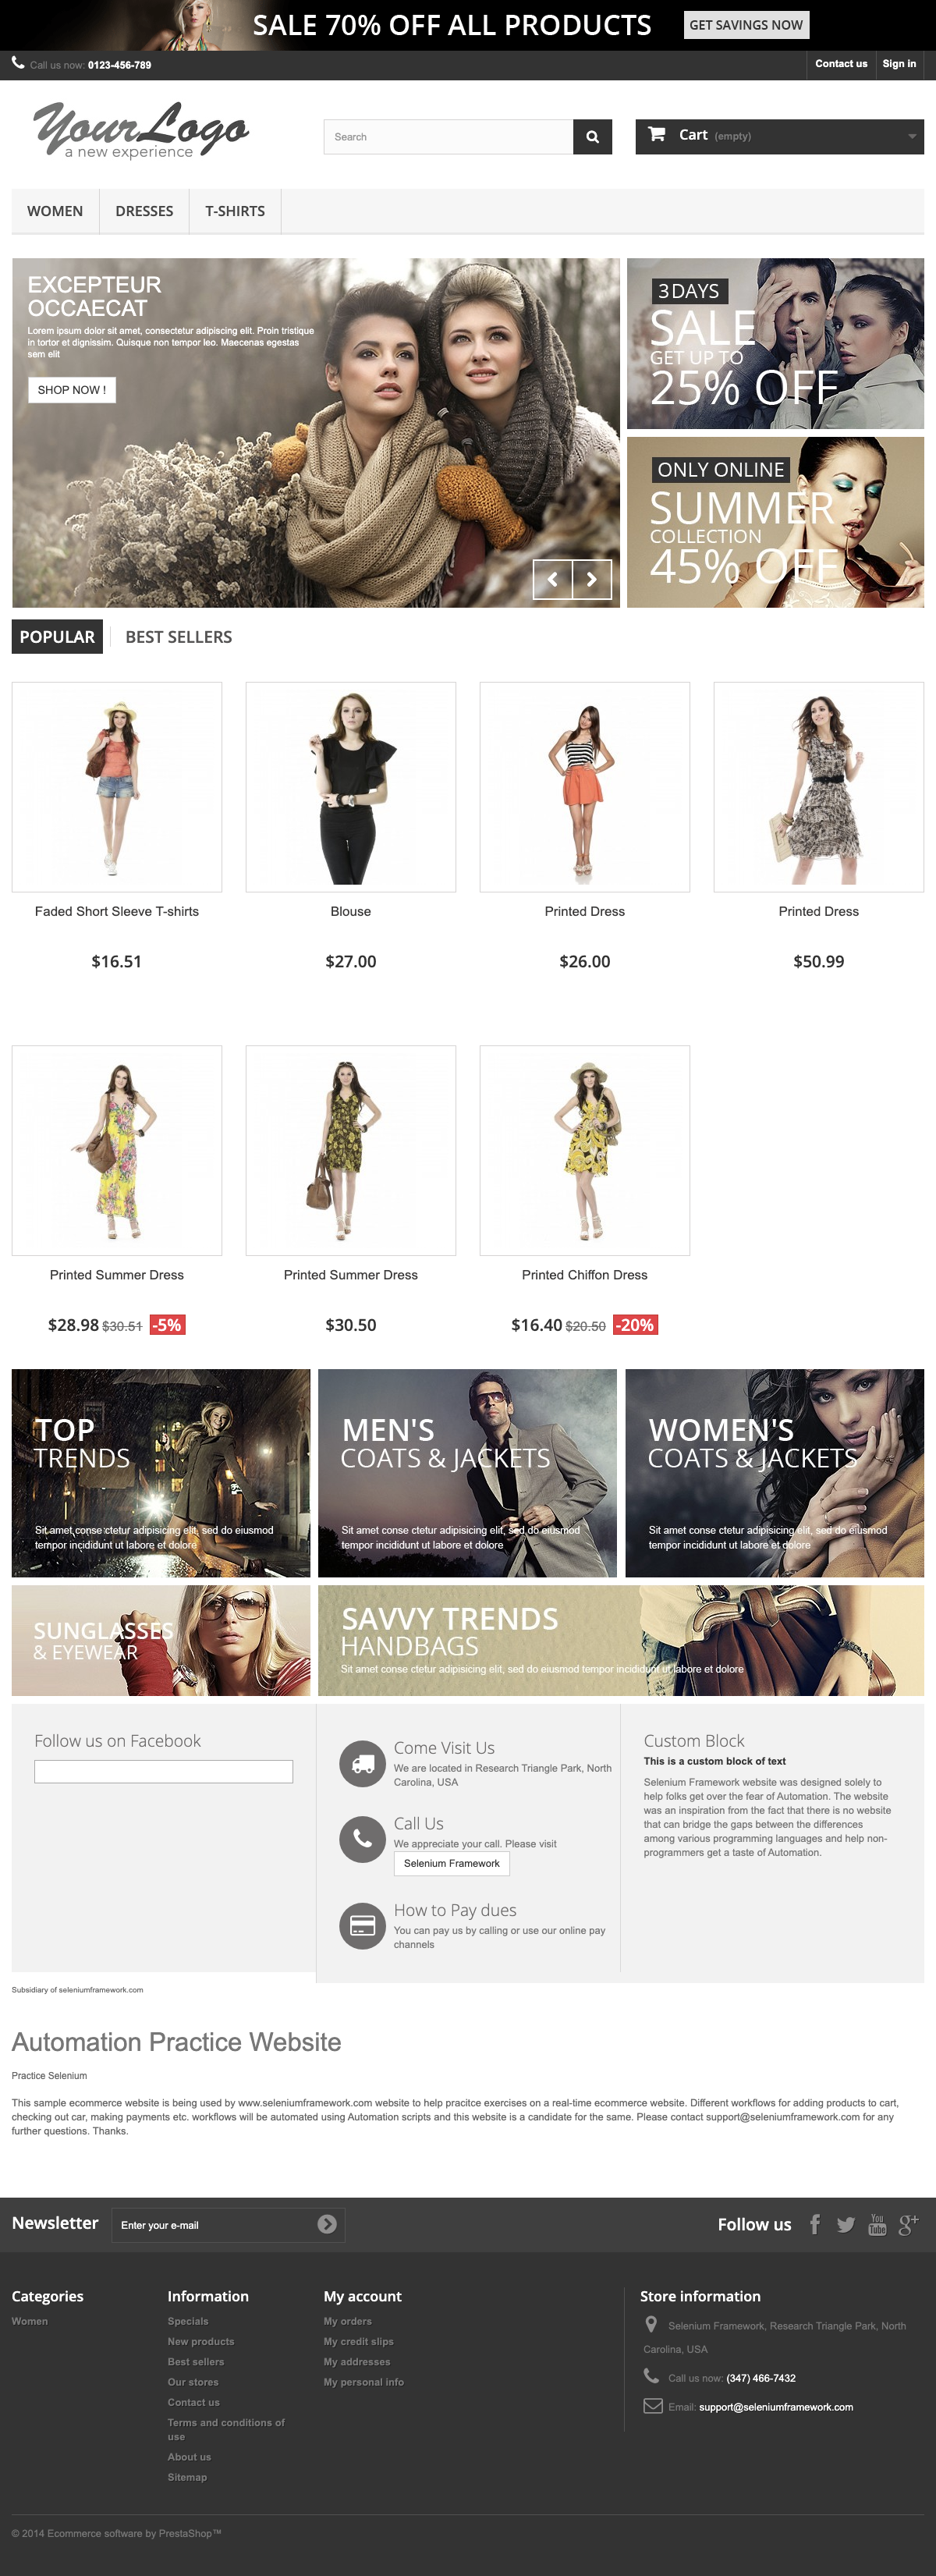 SALE 70% OFF ALL PRODUCTS GET SAVINGS NOW
Call us now: 0123-456-789 Contact us Sign in
Your Logo
a new experience
Search
Cart (empty)
WOMEN DRESSES T-SHIRTS
EXCEPTEUR
OCCAECAT
Lorem ipsum dolor sit amet, consectetur adipiscing elit. Proin tristique
in tortor et dignissim. Quisque non tempor leo. Maecenas egestas
sem elit
SHOP NOW !
3 DAYS
SALE
GET UP TO
25% OFF
ONLY ONLINE
SUMMER
COLLECTION
45% OFF
POPULAR BEST SELLERS
Faded Short Sleeve T-shirts Blouse Printed Dress Printed Dress
$16.51 $27.00 $26.00 $50.99
Printed Summer Dress Printed Summer Dress Printed Chiffon Dress
$28.98 $30.51 -5% $30.50 $16.40 $20.50 -20%
TOP
TRENDS
Sit amet conse ctetur adipisicing elit, sed do eiusmod
tempor incididunt ut labore et dolore
MEN'S
COATS & JACKETS
Sit amet conse ctetur adipisicing elit, sed do eiusmod
tempor incididunt ut labore et dolore
WOMEN'S
COATS & JACKETS
Sit amet conse ctetur adipisicing elit, sed do eiusmod
tempor incididunt ut labore et dolore
SUNGLASSES
& EYEWEAR
SAVVY TRENDS
HANDBAGS
Sit amet conse ctetur adipisicing elit, sed do eiusmod tempor incididunt ut labore et dolore
Follow us on Facebook
Come Visit Us
We are located in Research Triangle Park, North
Carolina, USA
Call Us
We appreciate your call. Please visit
Selenium Framework
How to Pay dues
You can pay us by calling or use our online pay
channels
Custom Block
This is a custom block of text
Selenium Framework website was designed solely to
help folks get over the fear of Automation. The website
was an inspiration from the fact that there is no website
that can bridge the gaps between the differences
among various programming languages and help non-
programmers get a taste of Automation.
Subsidiary of seleniumframework.com
Automation Practice Website
Practice Selenium
This sample ecommerce website is being used by www.seleniumframework.com website to help pracitce exercises on a real-time ecommerce website. Different workflows for adding products to cart,
checking out car, making payments etc. workflows will be automated using Automation scripts and this website is a candidate for the same. Please contact support@seleniumframework.com for any
further questions. Thanks.
Newsletter Enter your e-mail Follow us You Tube
Categories
Women
Information
Specials
New products
Best sellers
Our stores
Contact us
Terms and conditions of
use
About us
Sitemap
My account
My orders
My credit slips
My addresses
My personal info
Store information
Selenium Framework, Research Triangle Park, North
Carolina, USA
Call us now: (347) 466-7432
Email: support@seleniumframework.com
© 2014 Ecommerce software by PrestaShop™